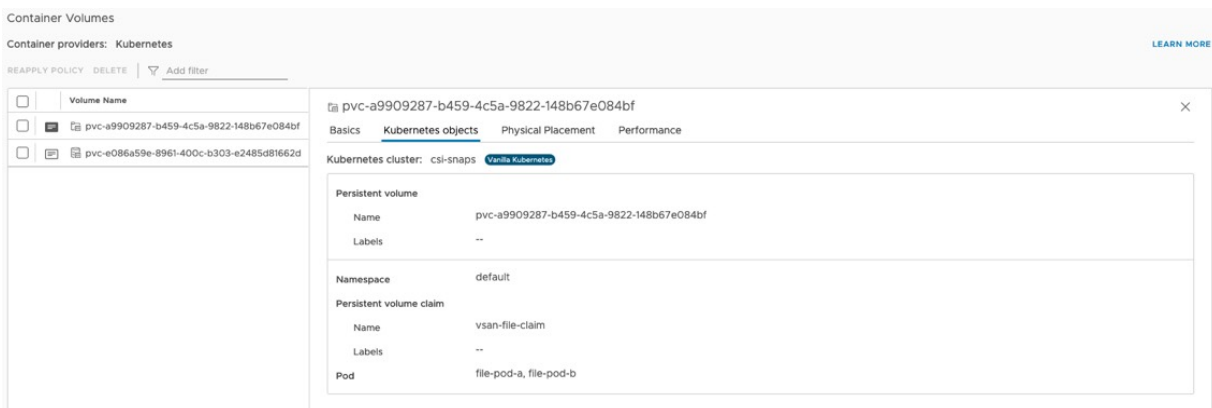 Container Volumes
Container providers: Kubernetes
LEARN MORE
REAPPLY POLICY DELETE Add filter
Volume Name
pvc-a9909287-b459-4c5a-9822-148b67e084bf
pvc-e086a59e-8961-400c-b303-e2485d81662d
pvc-a9909287-b459-4c5a-9822-148b67e084bf
Basics Kubernetes objects Physical Placement Performance
Kubernetes cluster: csi-snaps Vanilla Kubernetes
Persistent volume
Name pvc-a9909287-b459-4c5a-9822-148b67e084bf
Labels --
Namespace default
Persistent volume claim
Name vsan-file-claim
Labels --
Pod file-pod-a, file-pod-b